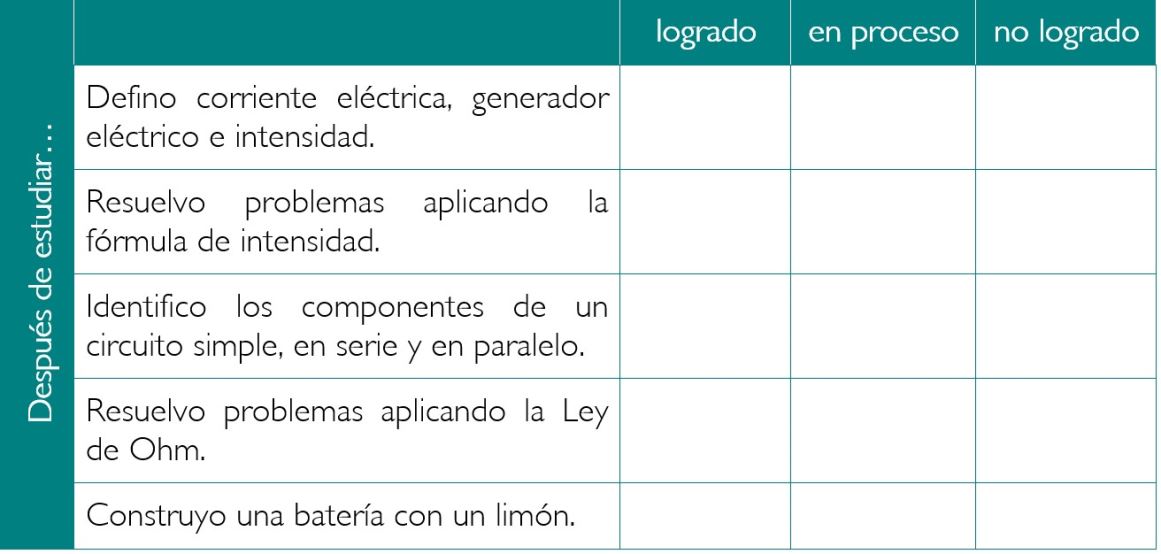 logrado en proceso no logrado
Después de estudiar…
Defino corriente eléctrica, generador
eléctrico e intensidad.
Resuelvo problemas aplicando la
fórmula de intensidad.
Identifico los componentes de un
circuito simple, en serie y en paralelo.
Resuelvo problemas aplicando la Ley
de Ohm.
Construyo una batería con un limón.